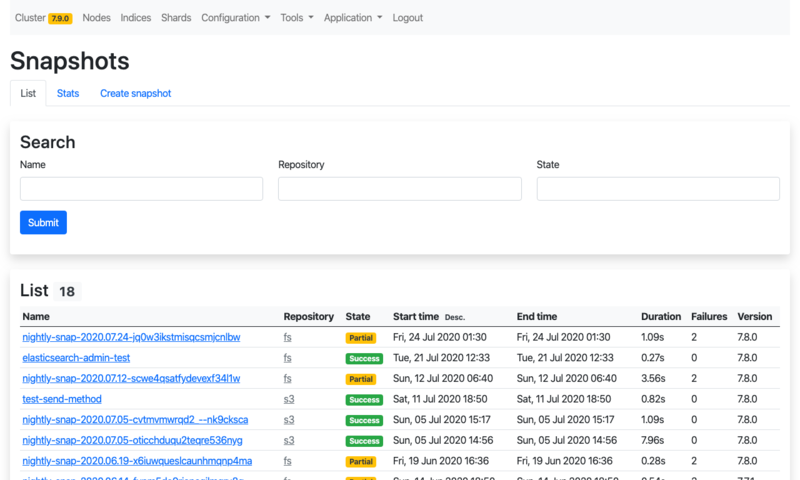 Cluster 7.9.0 Nodes Indices Shards Configuration Tools Application Logout
Snapshots
List Stats Create snapshot
Search
Name Repository State
Submit
List 18
Name Repository State Start time Desc. End time Duration Failures Version
nightly-snap-2020.07.24-jq0w3ikstmisqcsmjcnlbw fs Partial Fri, 24 Jul 2020 01:30 Fri, 24 Jul 2020 01:30 1.09s 2 7.8.0
elasticsearch-admin-test fs Success Tue, 21 Jul 2020 12:33 Tue, 21 Jul 2020 12:33 0.27s 0 7.8.0
nightly-snap-2020.07.12-scwe4qsatfydevexf34l1w fs Partial Sun, 12 Jul 2020 06:40 Sun, 12 Jul 2020 06:40 3.56s 2 7.8.0
test-send-method s3 Success Sat, 11 Jul 2020 18:50 Sat, 11 Jul 2020 18:50 0.82s 0 7.8.0
nightly-snap-2020.07.05-cvtmvmwrqd2_--nk9cksca s3 Success Sun, 05 Jul 2020 15:17 Sun, 05 Jul 2020 15:17 1.09s 0 7.8.0
nightly-snap-2020.07.05-oticchduqu2teqre536nyg s3 Success Sun, 05 Jul 2020 14:56 Sun, 05 Jul 2020 14:56 7.96s 0 7.8.0
nightly-snap-2020.06.19-x6iuwqueslcaunhmqnp4ma fs Partial Fri, 19 Jun 2020 16:36 Fri, 19 Jun 2020 16:36 0.28s 2 7.8.0